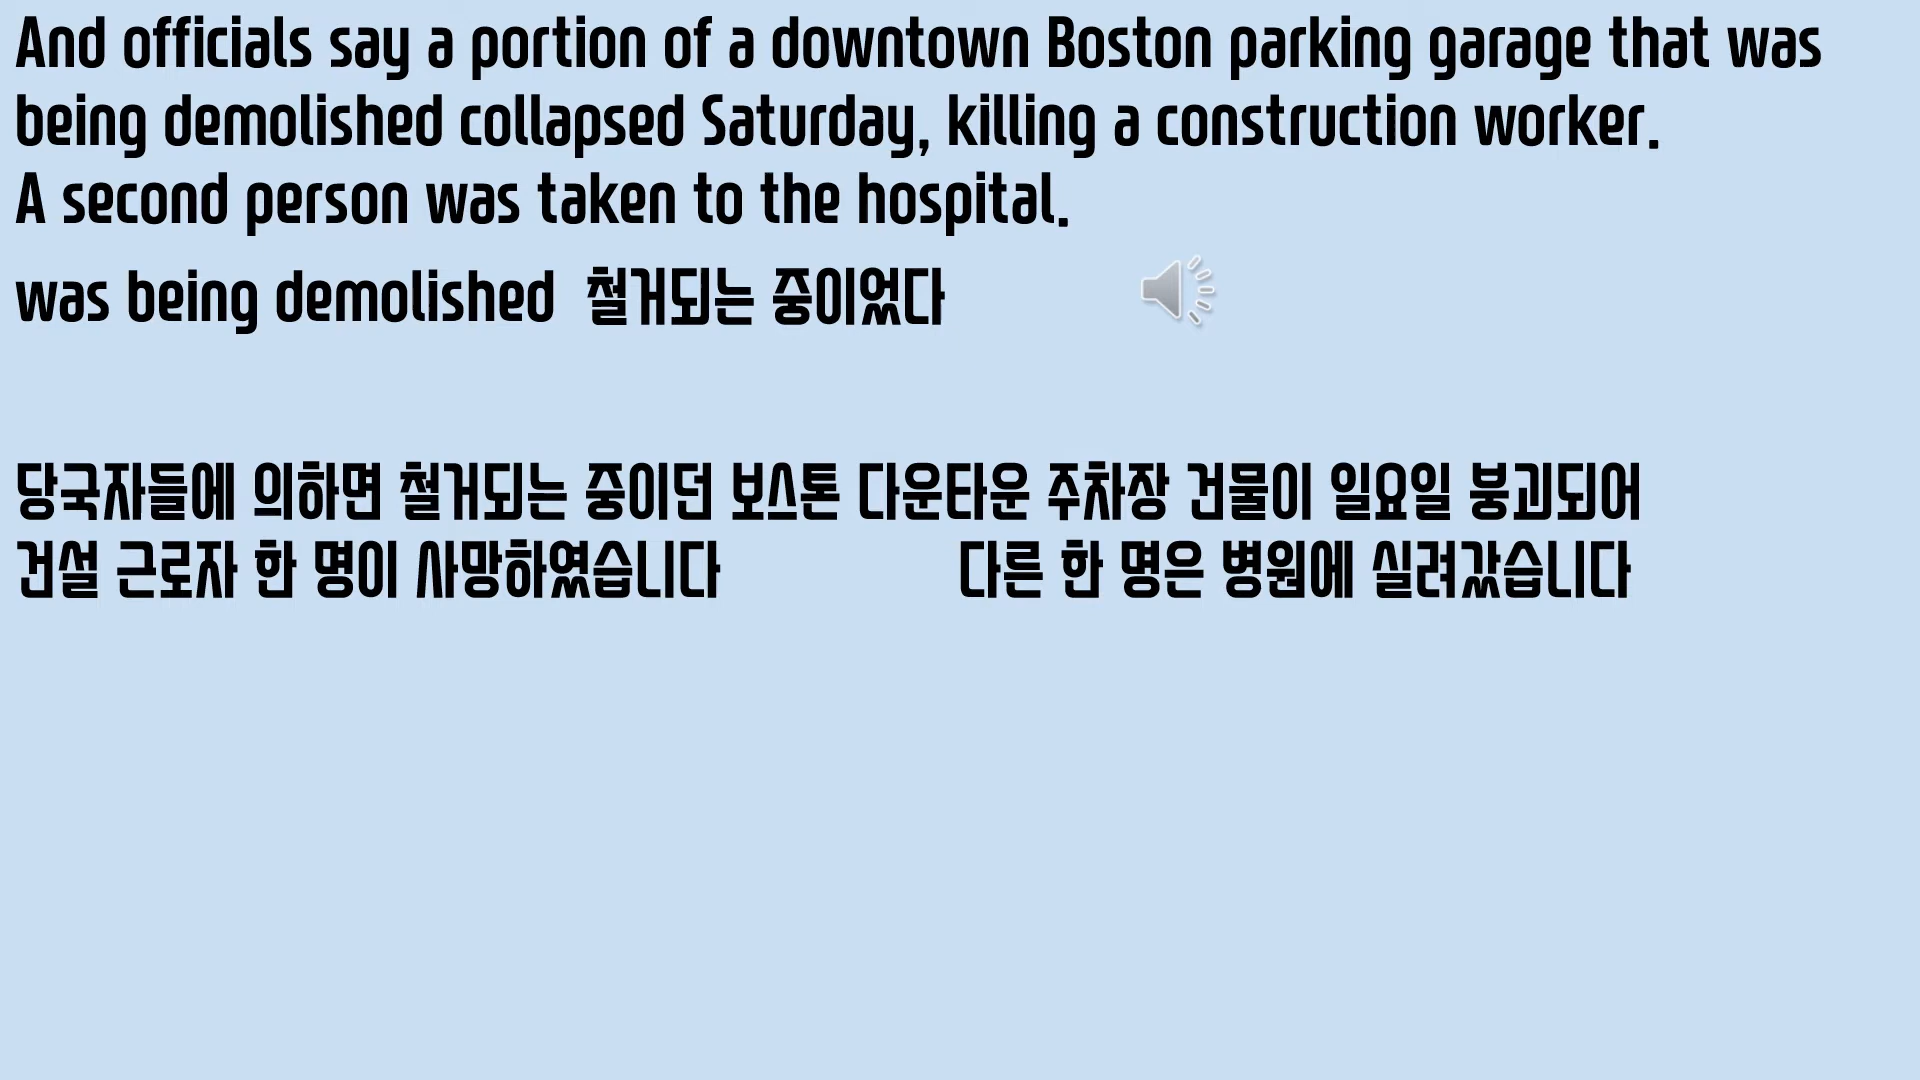 And officials say a portion of a downtown Boston parking garage that was
being demolished collapsed Saturday, killing a construction worker.
A second person was taken to the hospital.
was being demolished 철거되는 중이었다
당국자들에 의하면 철거되는 중이던 보스톤 다운타운 주차장 건물이 일요일 붕괴되어
건설 근로자 한 명이 사망하였습니다 다른 한 명은 병원에 실려갔습니다